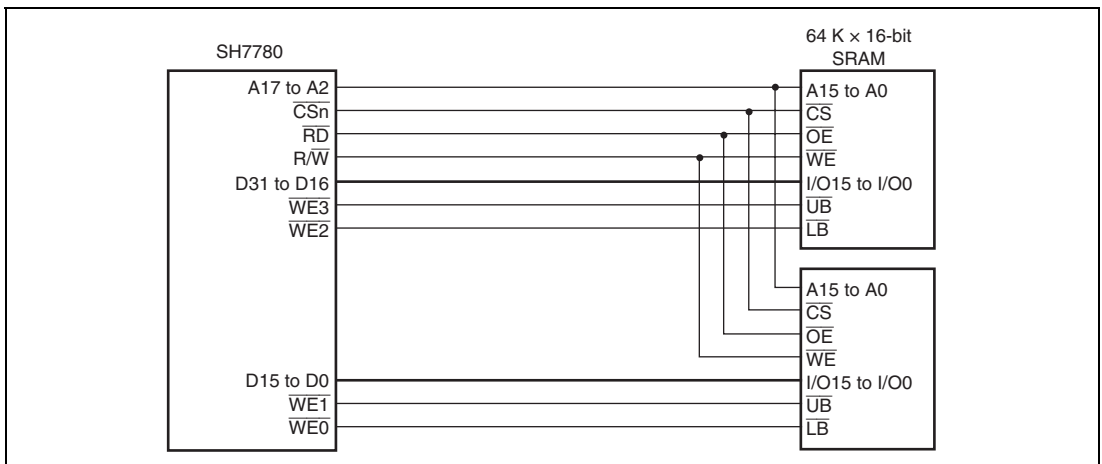 SH7780
A17 to A2
CSn
RD
R/W
D31 to D16
WE3
WE2
D15 to D0
WE1
WE0
64 K × 16-bit
SRAM
A15 to A0
CS
OE
WE
I/O15 to I/O0
UB
LB
A15 to A0
CS
OE
WE
I/O15 to I/O0
UB
LB